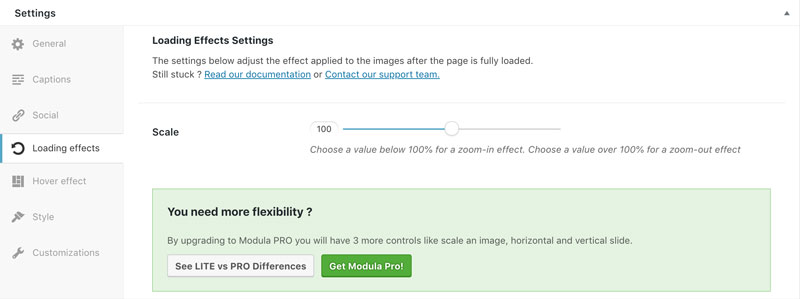 Settings
General
Captions
Social
Loading effects
Hover effect
Style
Customizations
Loading Effects Settings
The settings below adjust the effect applied to the images after the page is fully loaded.
Still stuck ? Read our documentation or Contact our support team.
Scale
100
Choose a value below 100% for a zoom-in effect. Choose a value over 100% for a zoom-out effect
You need more flexibility ?
By upgrading to Modula PRO you will have 3 more controls like scale an image, horizontal and vertical slide.
See LITE vs PRO Differences
Get Modula Pro!